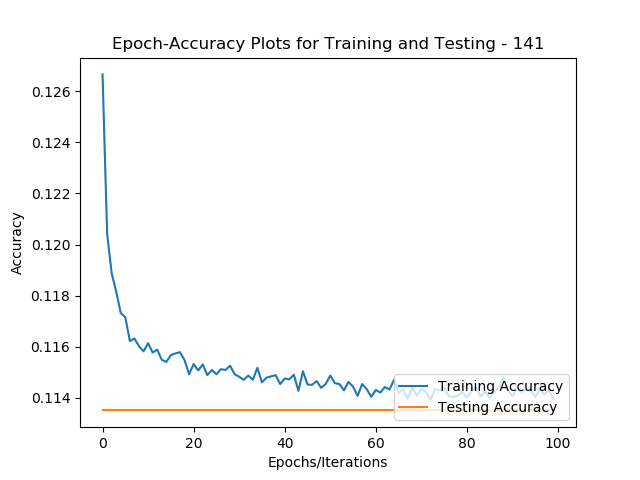 Epoch-Accuracy Plots for Training and Testing - 141
Accuracy
0.126
0.124
0.122
0.120
0.118
0.116
0.114
0
20
40
60
80
100
Epochs/Iterations
Training Accuracy
Testing Accuracy